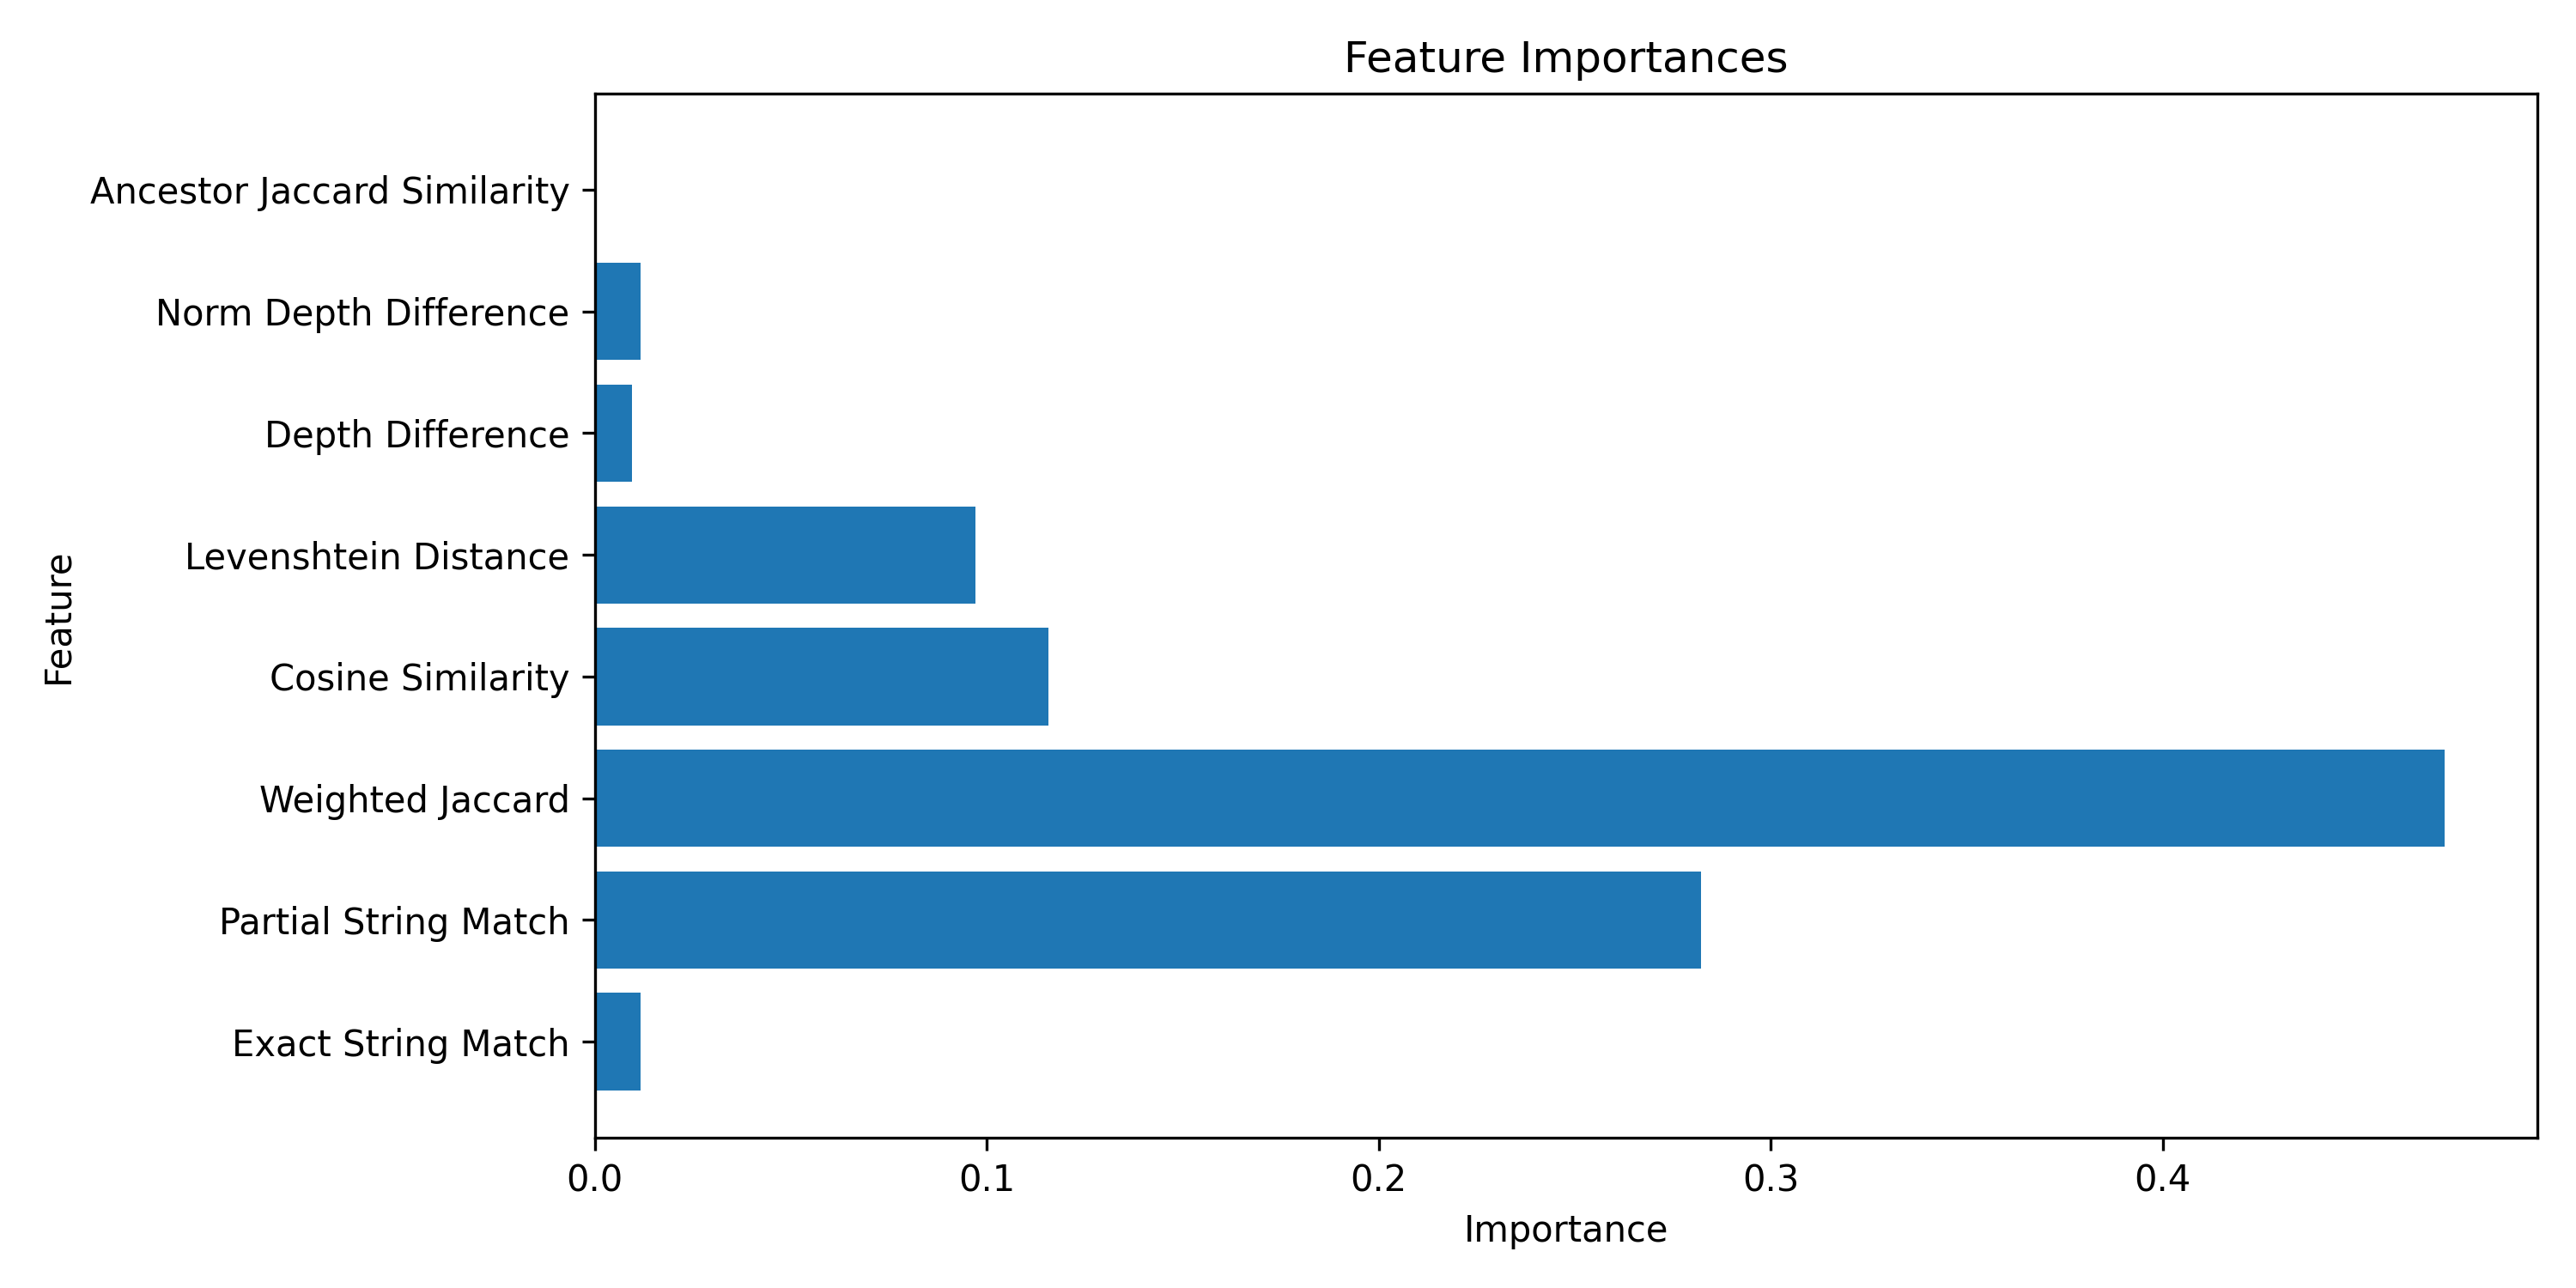 Feature Importances
Ancestor Jaccard Similarity
Norm Depth Difference
Depth Difference
Levenshtein Distance
Cosine Similarity
Weighted Jaccard
Partial String Match
Exact String Match
Feature
0.0 0.1 0.2 0.3 0.4
Importance